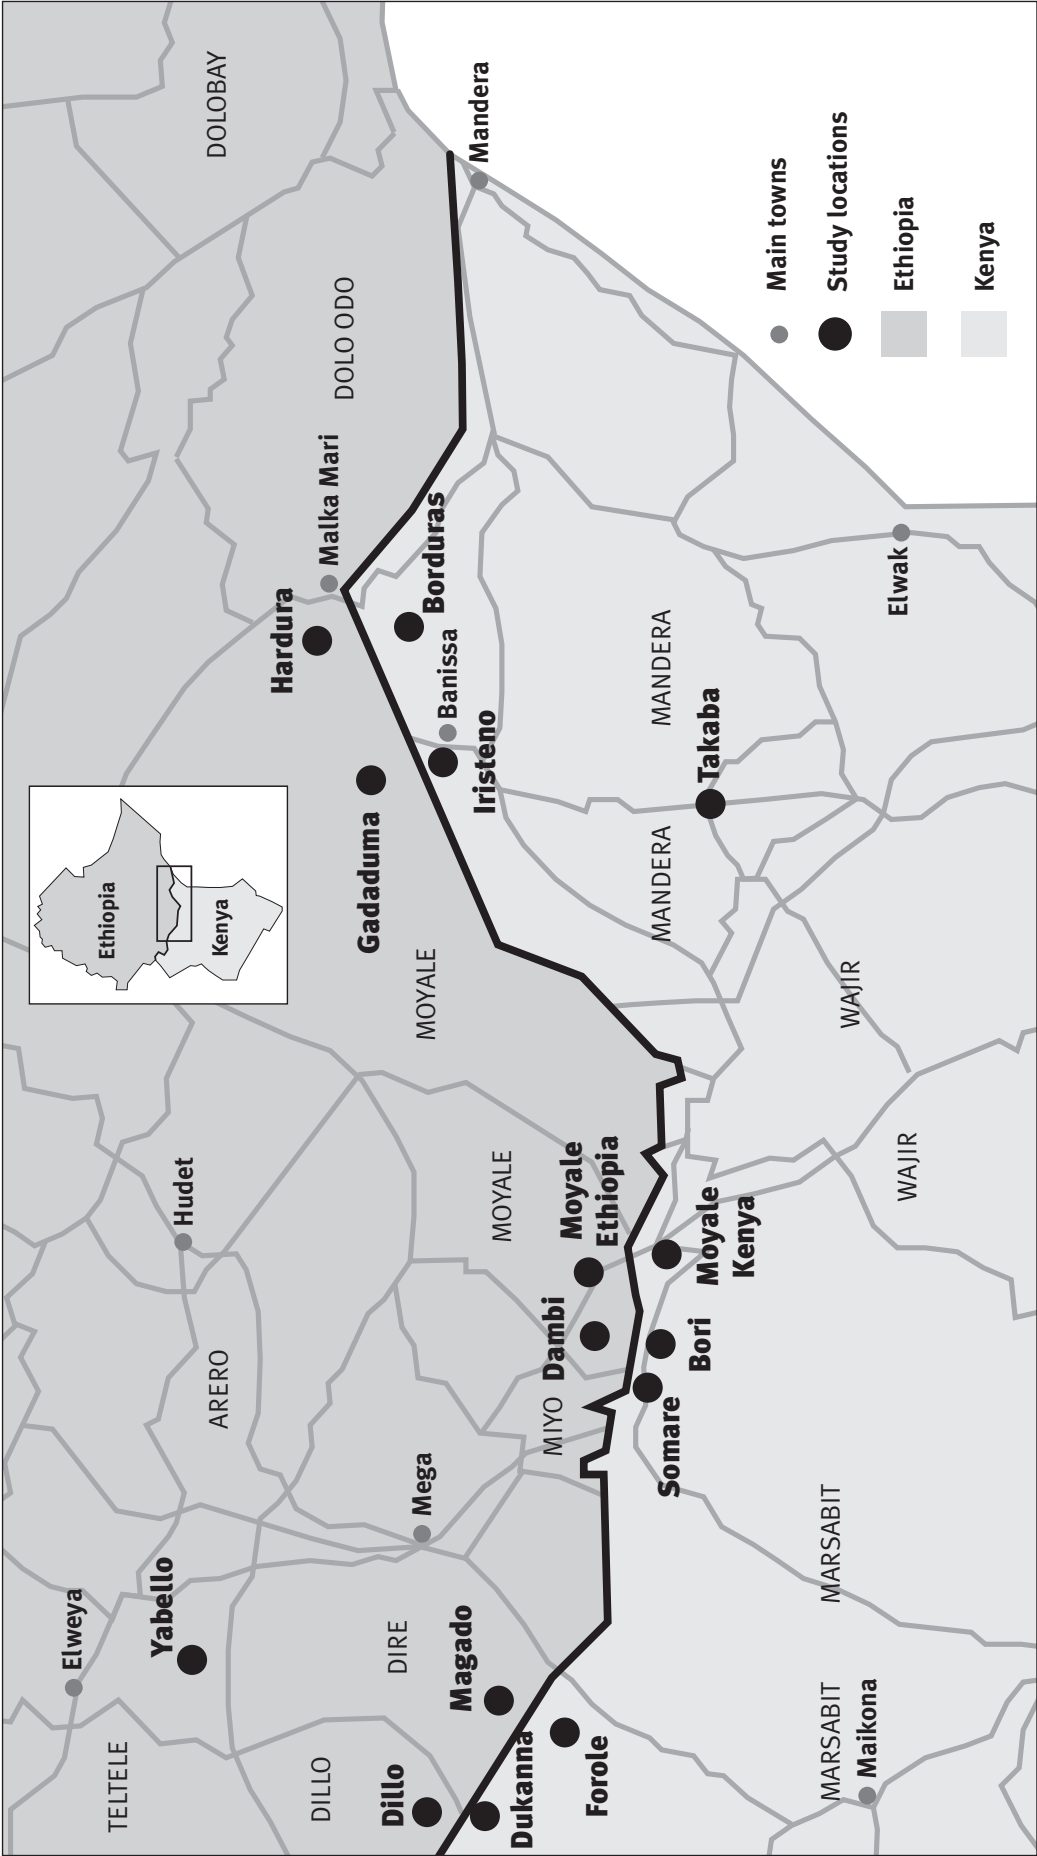 Ethiopia
Kenya
TELTELE
Elweya
Yabello
ARERO
Hudet
DOLOBAY
DILLO
DIRE
Dillo
Magado
Mega
MIYO
MOYALE
MOYALE
Gadaduma
Hardura
Malka Mari
DOLO ODO
Dukanna
Forole
Dambi
Moyale
Ethiopia
Iristeno
Banissa
Borduras
Mandera
Somare
Bori
Moyale
Kenya
MANDERA
Takaba
MANDERA
MARSABIT
Maikona
MARSABIT
WAJIR
WAJIR
Elwak
Main towns
Study locations
Ethiopia
Kenya